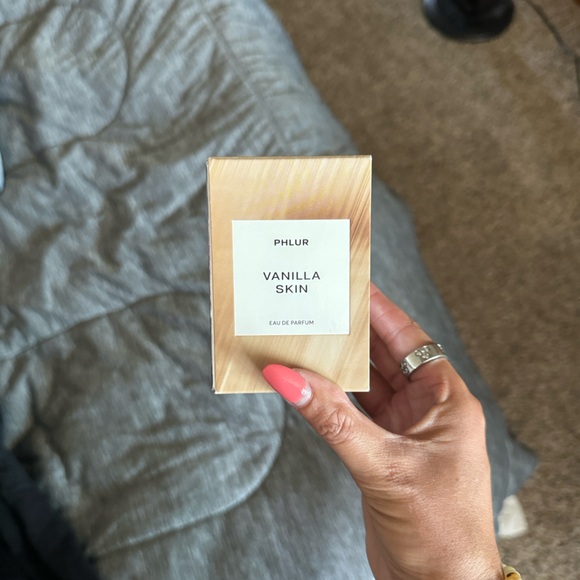 PHLUR
VANILLA
SKIN
EAU DE PARFUM